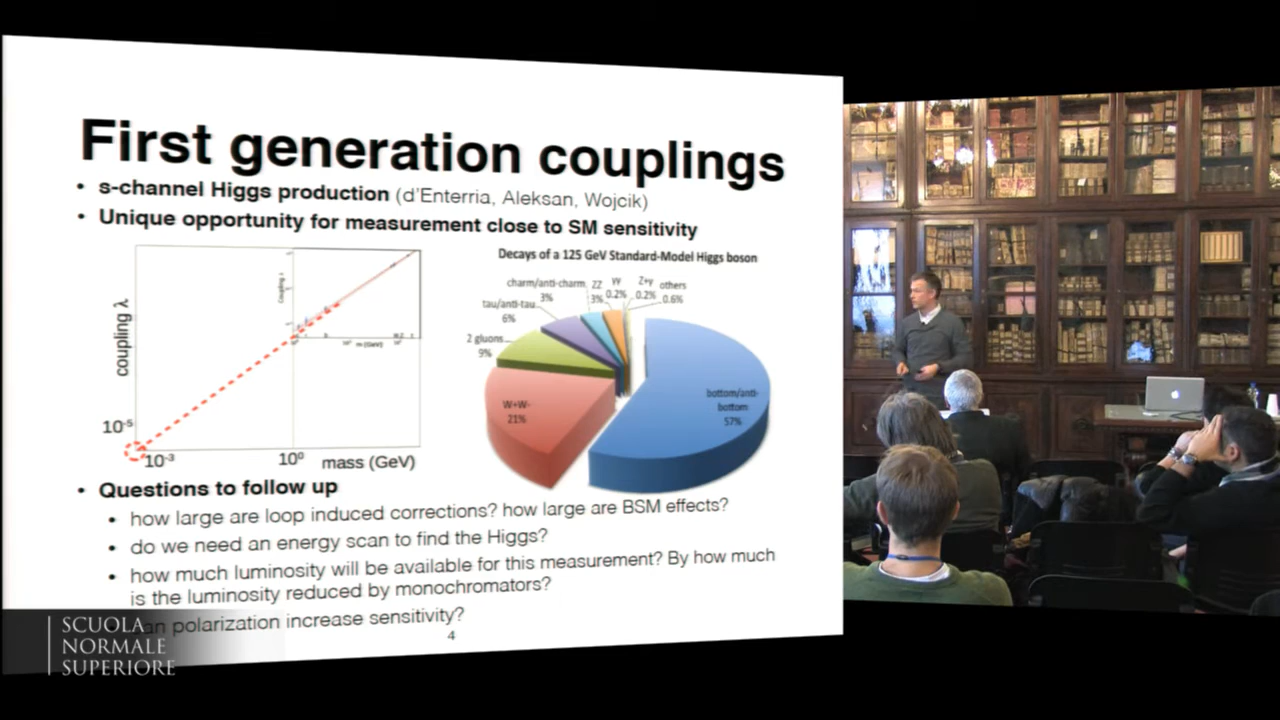 First generation couplings
• s-channel Higgs production (d'Enterria, Aleksan, Wojcik)
• Unique opportunity for measurement close to SM sensitivity
coupling λ
10⁻⁵
10⁻³
10⁰
mass (GeV)
Coupling λ
m (GeV)
Decays of a 125 GeV Standard-Model Higgs boson
charm/anti-charm
3%
ZZ
3%
γγ
0.2%
Z+γ
0.2%
others
0.6%
tau/anti-tau
6%
2 gluons
9%
W+W-
21%
bottom/anti-
bottom
57%
• Questions to follow up
• how large are loop induced corrections? how large are BSM effects?
• do we need an energy scan to find the Higgs?
• how much luminosity will be available for this measurement? By how much
is the luminosity reduced by monochromators?
polarization increase sensitivity?
4
SCUOLA
NORMALE
SUPERIORE